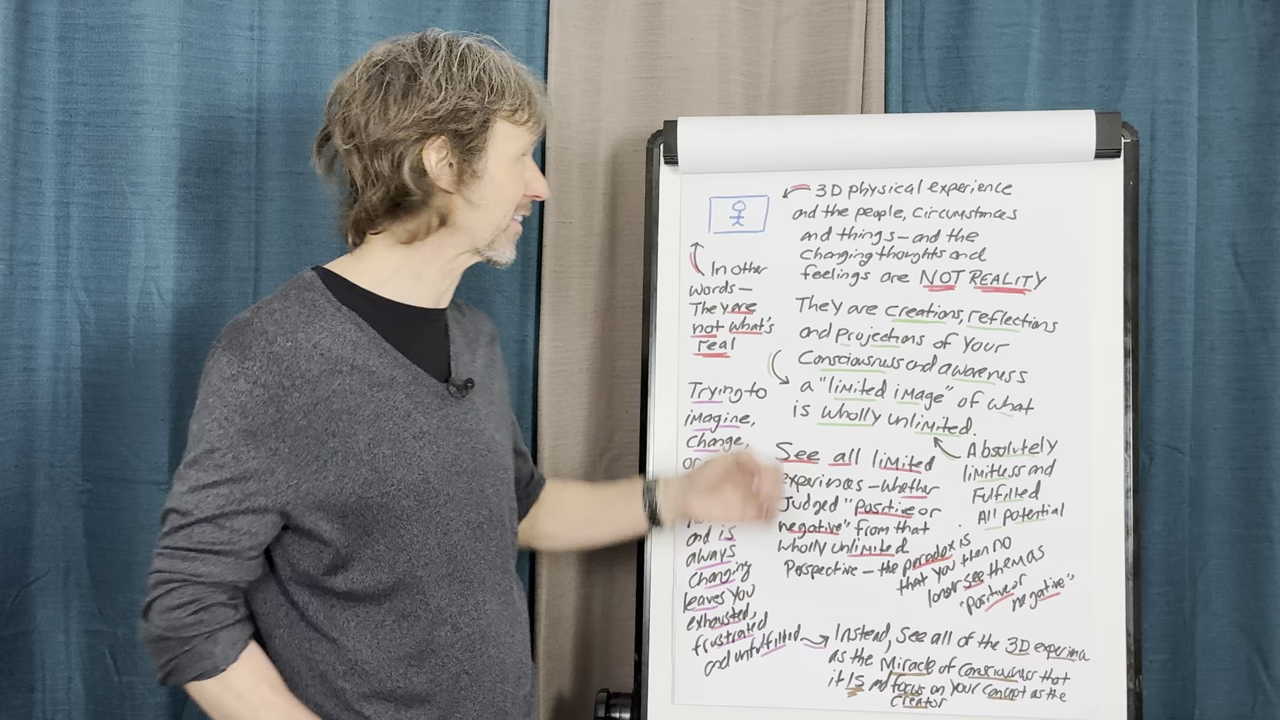 3D physical experience
and the people, circumstances
and things – and the
changing thoughts and
feelings are NOT REALITY
In other
words –
They are
not what's
real
They are creations, reflections
and projections of your
Consciousness and awareness
a "limited image" of what
is wholly unlimited.
Absolutely
limitless and
Fulfilled
All potential
Trying to
imagine,
change,
or
and is
always
changing
leaves you
exhausted,
frustrated
and unfulfilled
See all limited
experiences – whether
Judged "positive or
negative" from that
wholly unlimited
Perspective – the paradox is
that you then no
longer see them as
"positive or
negative"
Instead, see all of the 3D experience
as the Miracle of consciousness that
it IS and focus on your concept as the
Creator